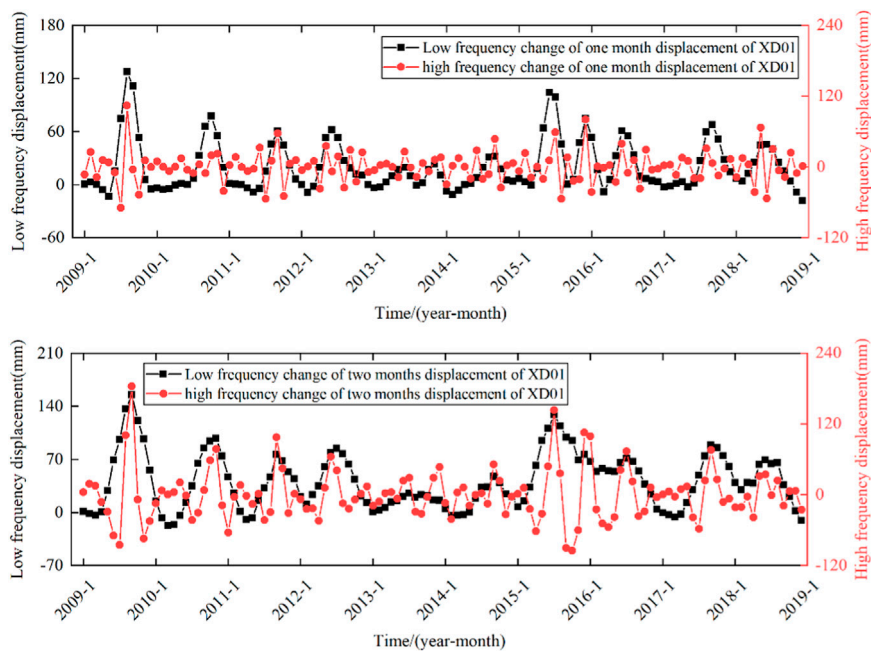 180
240
Low frequency change of one month displacement of XD01
high frequency change of one month displacement of XD01
120
120
60
0
0
-60
-120
Low frequency displacement(mm)
High frequency displacement(mm)
2009-1 2010-1 2011-1 2012-1 2013-1 2014-1 2015-1 2016-1 2017-1 2018-1 2019-1
Time/(year-month)
210
240
Low frequency change of two months displacement of XD01
high frequency change of two months displacement of XD01
140
120
70
0
0
-70
-120
Low frequency displacement(mm)
High frequency displacement(mm)
2009-1 2010-1 2011-1 2012-1 2013-1 2014-1 2015-1 2016-1 2017-1 2018-1 2019-1
Time/(year-month)